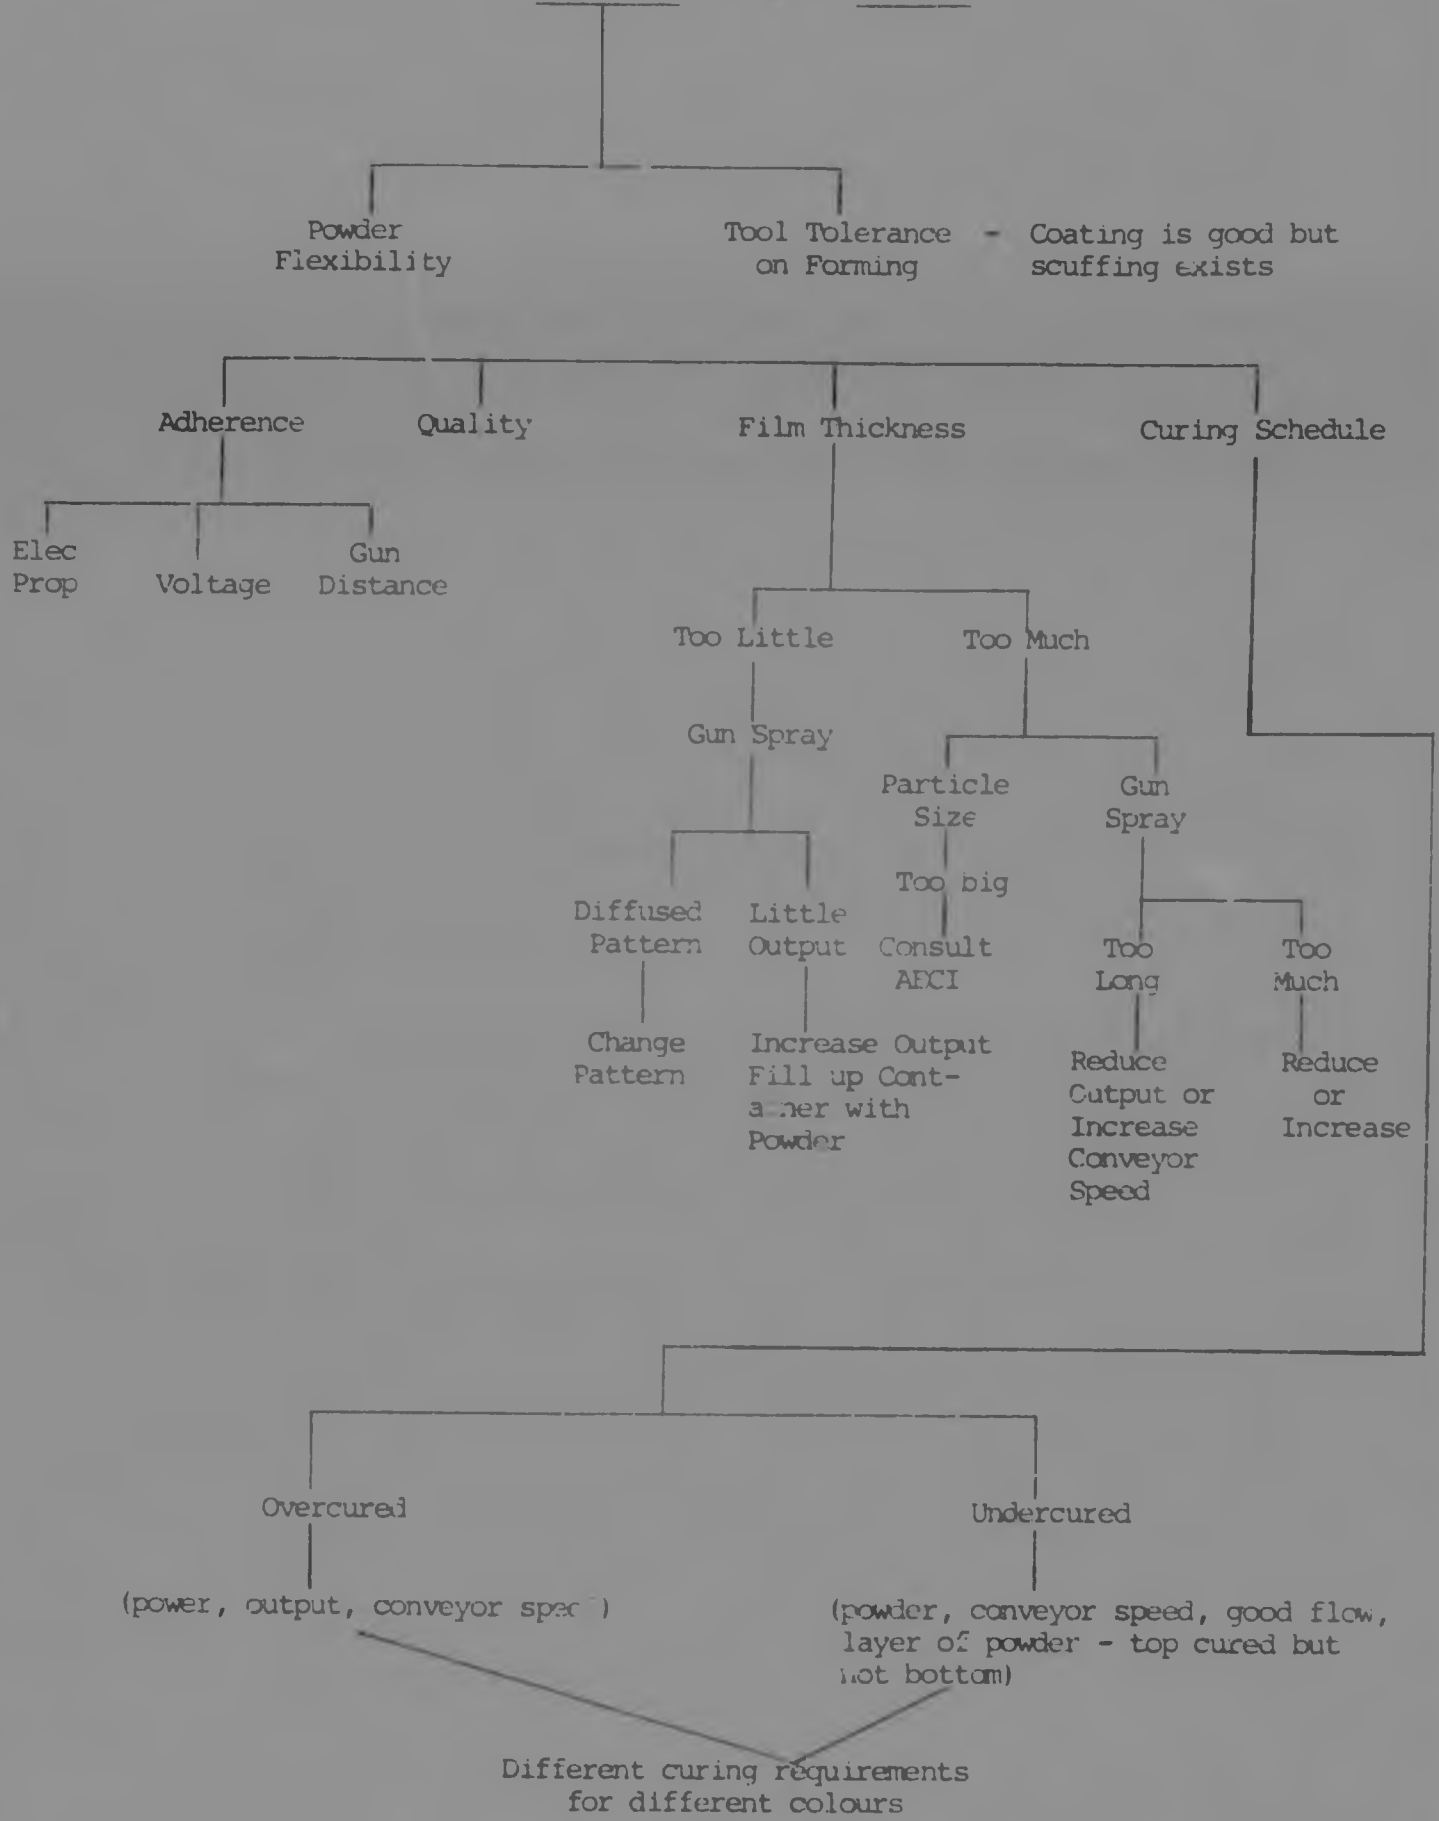 Powder
Flexibility
Tool Tolerance - Coating is good but
on Forming scuffing exists
Adherence
Quality
Film Thickness
Curing Schedule
Elec
Prop
Voltage
Gun
Distance
Too Little
Too Much
Gun Spray
Particle
Size
Gun
Spray
Too big
Diffused
Pattern
Little
Output
Consult
AECI
Too
Long
Too
Much
Change
Pattern
Increase Output
Fill up Cont-
ainer with
Powder
Reduce
Output or
Increase
Conveyor
Speed
Reduce
or
Increase
Overcured
Undercured
(power, output, conveyor speed)
(powder, conveyor speed, good flow,
layer of powder - top cured but
not bottom)
Different curing requirements
for different colours